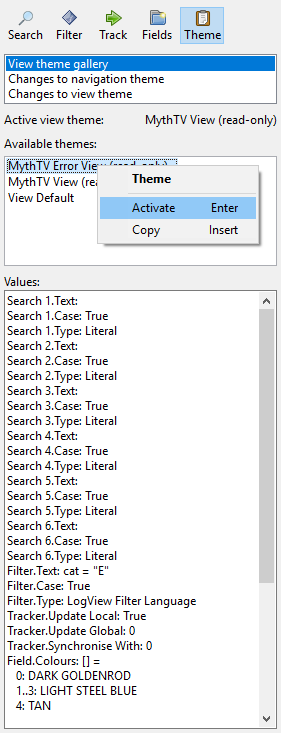 Search
Filter
Track
Fields
Theme
View theme gallery
Changes to navigation theme
Changes to view theme
Active view theme: MythTV View (read-only)
Available themes:
MythTV Error View (read-only)
MythTV View (rea
View Default
Theme
Activate Enter
Copy Insert
Values:
Search 1.Text:
Search 1.Case: True
Search 1.Type: Literal
Search 2.Text:
Search 2.Case: True
Search 2.Type: Literal
Search 3.Text:
Search 3.Case: True
Search 3.Type: Literal
Search 4.Text:
Search 4.Case: True
Search 4.Type: Literal
Search 5.Text:
Search 5.Case: True
Search 5.Type: Literal
Search 6.Text:
Search 6.Case: True
Search 6.Type: Literal
Filter.Text: cat = "E"
Filter.Case: True
Filter.Type: LogView Filter Language
Tracker.Update Local: True
Tracker.Update Global: 0
Tracker.Synchronise With: 0
Field.Colours: [] =
0: DARK GOLDENROD
1..3: LIGHT STEEL BLUE
4: TAN